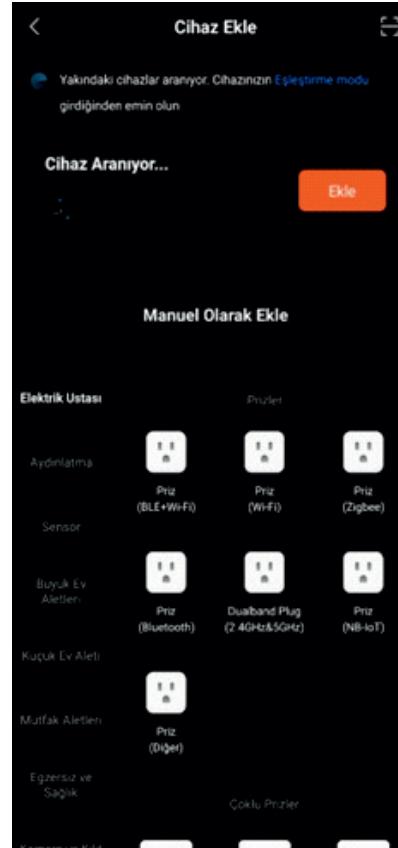 Cihaz Ekle
Yakındaki cihazlar aranıyor. Cihazınızın Eşleştirme modu
girdiğinden emin olun
Cihaz Aranıyor...
Ekle
Manuel Olarak Ekle
Elektrik Ustası
Prizler
Aydınlatma
Priz
(BLE+Wi-Fi)
Priz
(Wi-Fi)
Priz
(Zigbee)
Sensor
Büyük Ev
Aletleri
Priz
(Bluetooth)
Dualband Plug
(2.4GHz&5GHz)
Priz
(NB-IoT)
Küçük Ev Aleti
Mutfak Aletleri
Priz
(Diğer)
Egzersiz ve
Sağlık
Çoklu Prizler